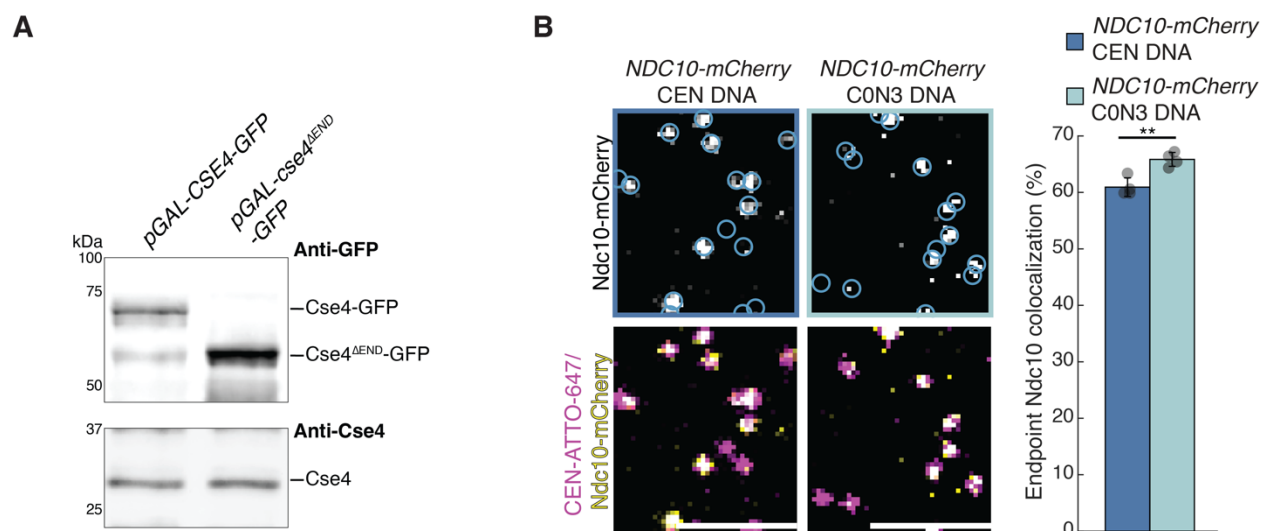 A
pGAL-CSE4-GFP
pGAL-cse4ΔEND
-GFP
kDa
100
75
50
Anti-GFP
Cse4-GFP
Cse4ΔEND-GFP
37
25
Anti-Cse4
Cse4
B
NDC10-mCherry
CEN DNA
NDC10-mCherry
C0N3 DNA
Ndc10-mCherry
CEN-ATTO-647/
Ndc10-mCherry
NDC10-mCherry
CEN DNA
NDC10-mCherry
C0N3 DNA
Endpoint Ndc10 colocalization (%)
70
**
60
50
40
30
60
70
0